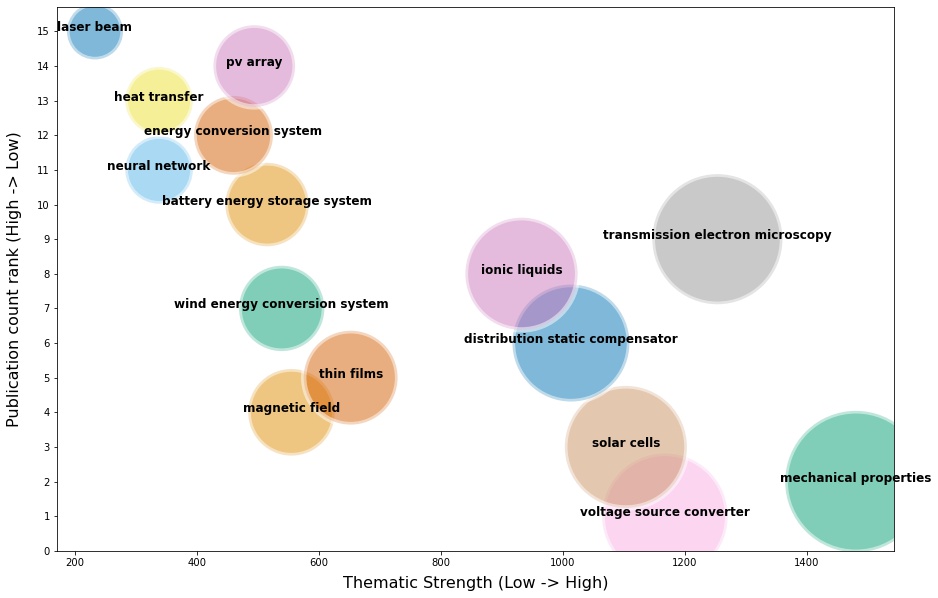 laser beam
15
pv array
14
heat transfer
13
energy conversion system
12
neural network
11
battery energy storage system
10
transmission electron microscopy
9
ionic liquids
8
wind energy conversion system
7
distribution static compensator
6
thin films
5
magnetic field
4
solar cells
3
mechanical properties
2
voltage source converter
1
0
Publication count rank (High -> Low)
200 400 600 800 1000 1200 1400
Thematic Strength (Low -> High)